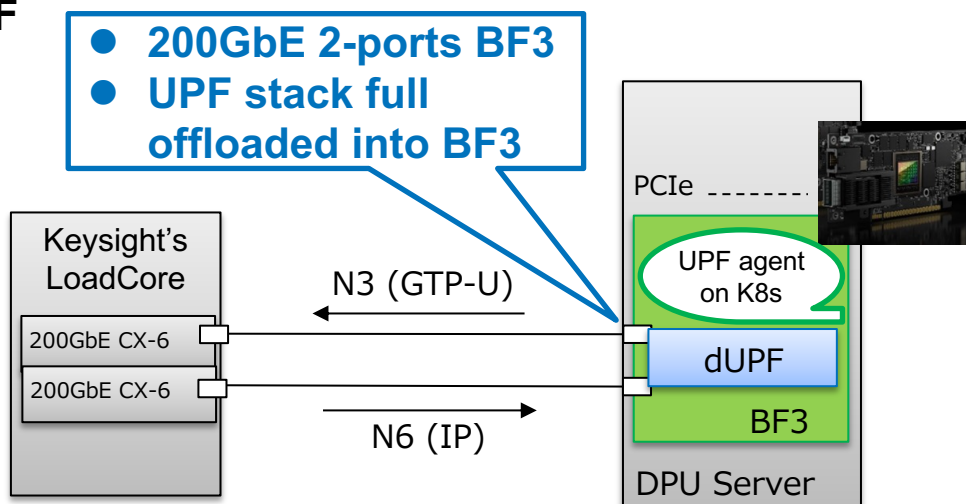 F
● 200GbE 2-ports BF3
● UPF stack full
offloaded into BF3
PCIe
Keysight’s
LoadCore
200GbE CX-6
200GbE CX-6
N3 (GTP-U)
N6 (IP)
UPF agent
on K8s
dUPF
BF3
DPU Server